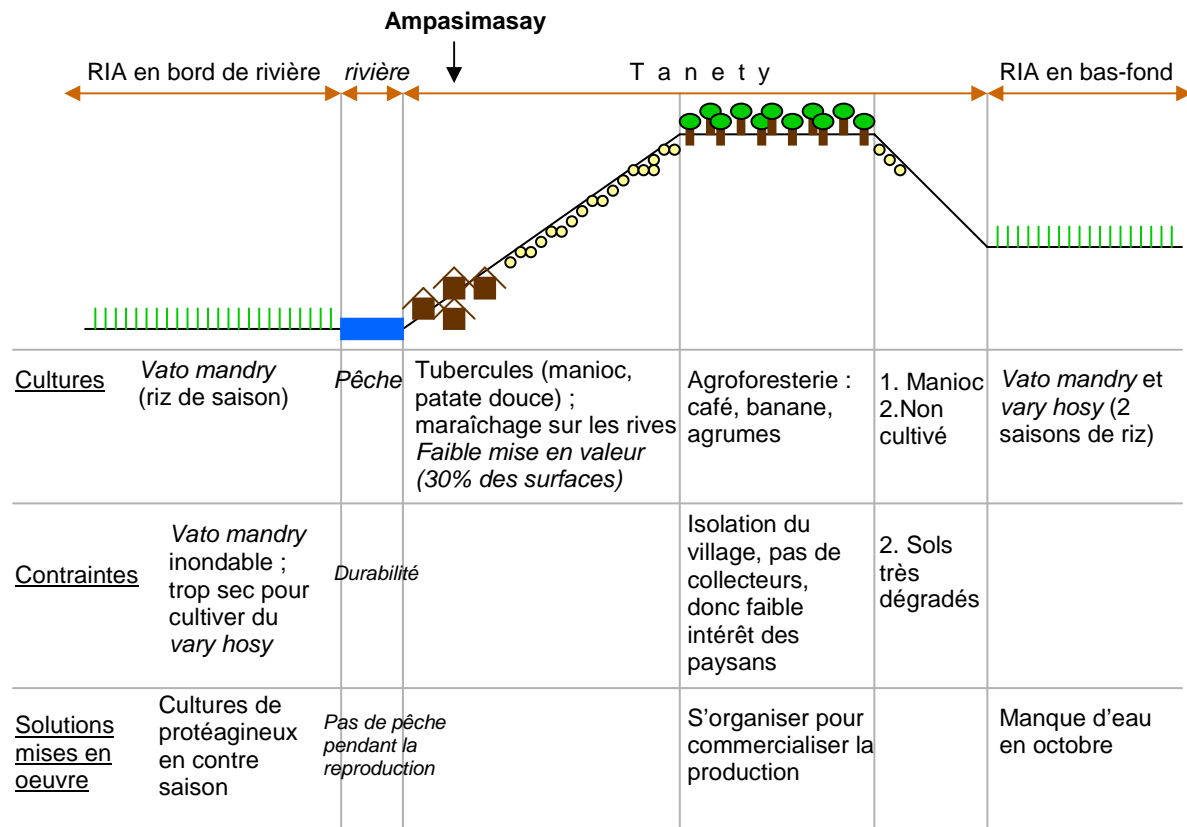 Ampasimasay
RIA en bord de rivière
rivière
T a n e t y
RIA en bas-fond
Cultures
Vato mandry
(riz de saison)
Pêche
Tubercules (manioc,
patate douce) ;
maraîchage sur les rives
Faible mise en valeur
(30% des surfaces)
Agroforesterie :
café, banane,
agrumes
1. Manioc
2.Non
cultivé
Vato mandry et
vary hosy (2
saisons de riz)
Contraintes
Vato mandry
inondable ;
trop sec pour
cultiver du
vary hosy
Durabilité
Isolation du
village, pas de
collecteurs,
donc faible
intérêt des
paysans
2. Sols
très
dégradés
Solutions
mises en
oeuvre
Cultures de
protéagineux
en contre
saison
Pas de pêche
pendant la
reproduction
S’organiser pour
commercialiser la
production
Manque d’eau
en octobre